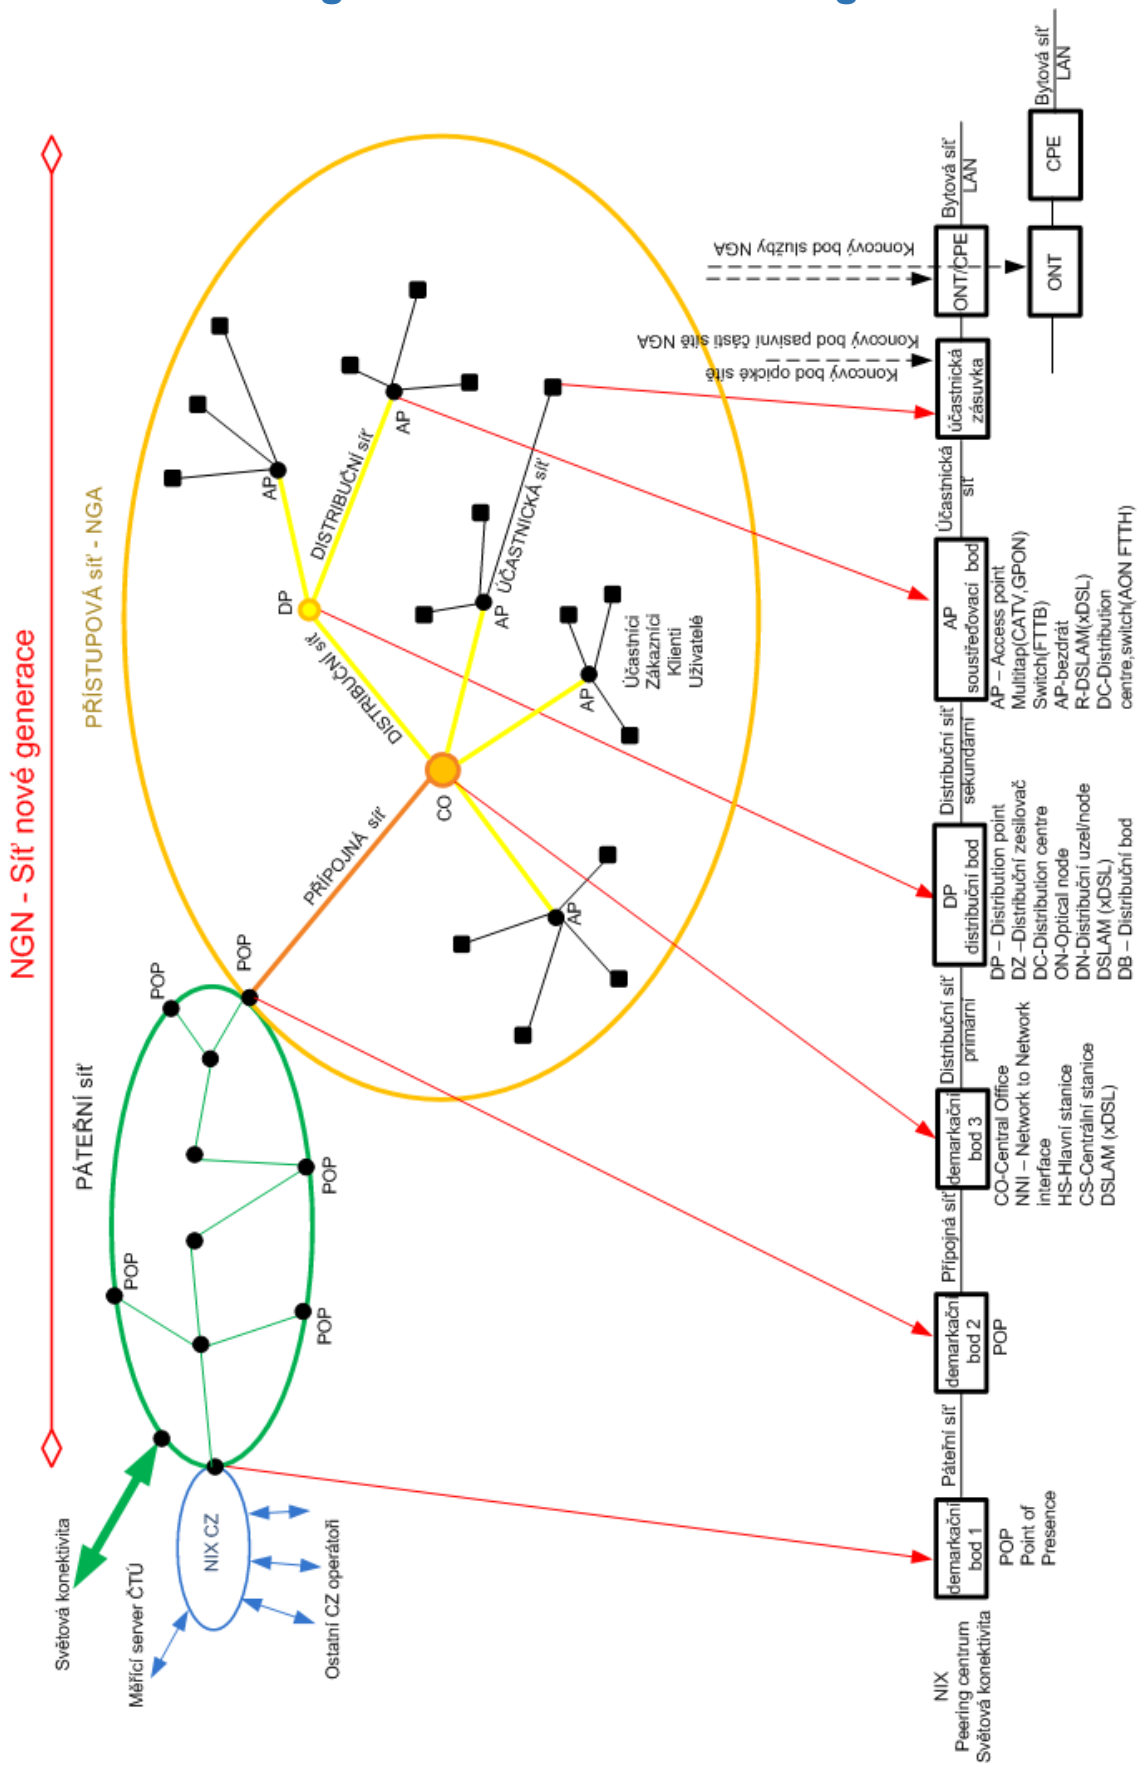 NGN - Síť nové generace
PŘÍSTUPOVÁ síť - NGA
PÁTEŘNÍ síť
Světová konektivita
Měřící server ČTÚ
NIX CZ
Ostatní CZ operátoři
POP
POP
POP
POP
POP
PŘÍPOJNÁ síť
CO
DISTRIBUČNÍ síť
DP
DISTRIBUČNÍ síť
AP
AP
AP
ÚČASTNICKÁ síť
AP
AP
Účastníci
Zákazníci
Klienti
Uživatelé
Koncový bod služby NGA
Koncový bod pasivní části sítě NGA
Koncový bod opické sítě
NIX
Peering centrum
Světová konektivita
demarkační
bod 1
POP
Point of
Presence
Páteřní síť
demarkační
bod 2
POP
Přípojná síť
demarkační
bod 3
CO-Central Office
NNI – Network to Network
interface
HS-Hlavní stanice
CS-Centrální stanice
DSLAM (xDSL)
Distribuční síť
primární
DP
distribuční bod
DP – Distribution point
DZ –Distribuční zesilovač
DC-Distribution centre
ON-Optical node
DN-Distribuční uzel/node
DSLAM (xDSL)
DB – Distribuční bod
Distribuční síť
sekundární
AP
soustřeďovací bod
AP – Access point
Multitap(CATV,GPON)
Switch(FTTB)
AP-bezdrát
R-DSLAM(xDSL)
DC-Distribution
centre,switch(AON FTTH)
Účastnická
síť
účastnická
zásuvka
ONT/CPE
Bytová síť
LAN
ONT
CPE
Bytová síť
LAN